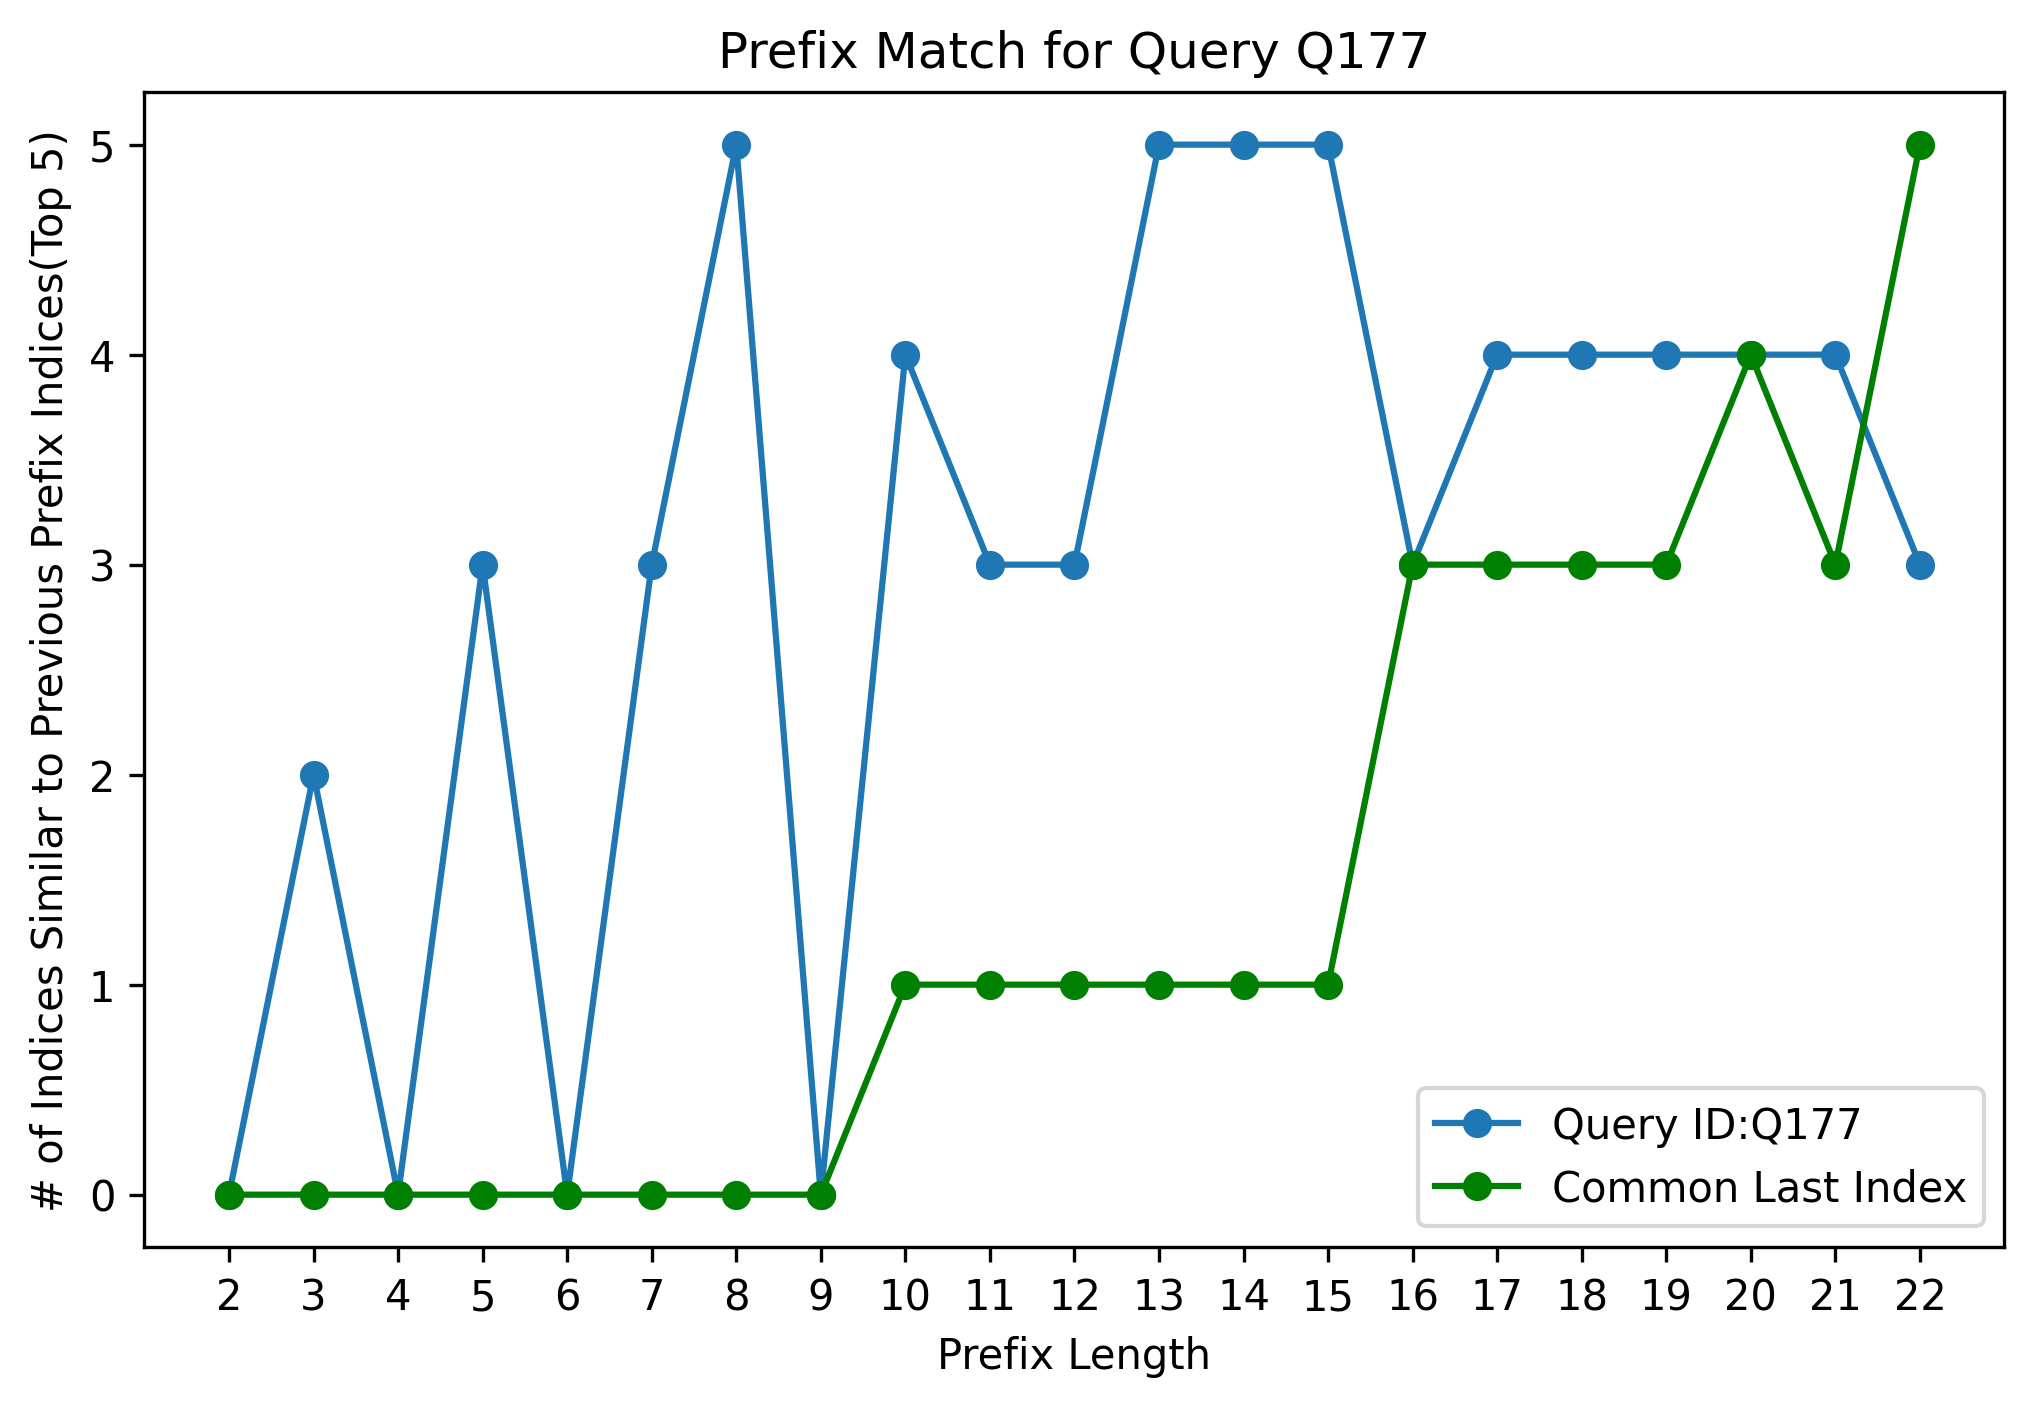 Prefix Match for Query Q177
# of Indices Similar to Previous Prefix Indices(Top 5)
5
4
3
2
1
0
Query ID:Q177
Common Last Index
2 3 4 5 6 7 8 9 10 11 12 13 14 15 16 17 18 19 20 21 22
Prefix Length